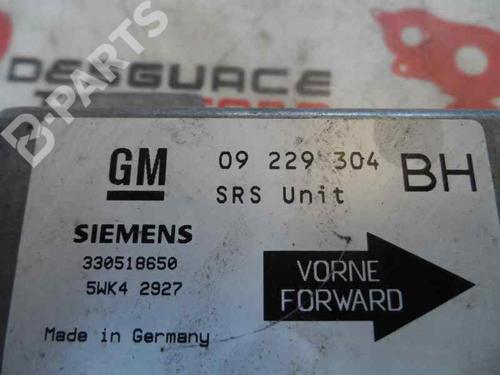 DESGUACE
B-PARTS
GM
09 229 304
BH
SRS Unit
SIEMENS
330518650
5WK4 2927
VORNE
FORWARD
Made in Germany